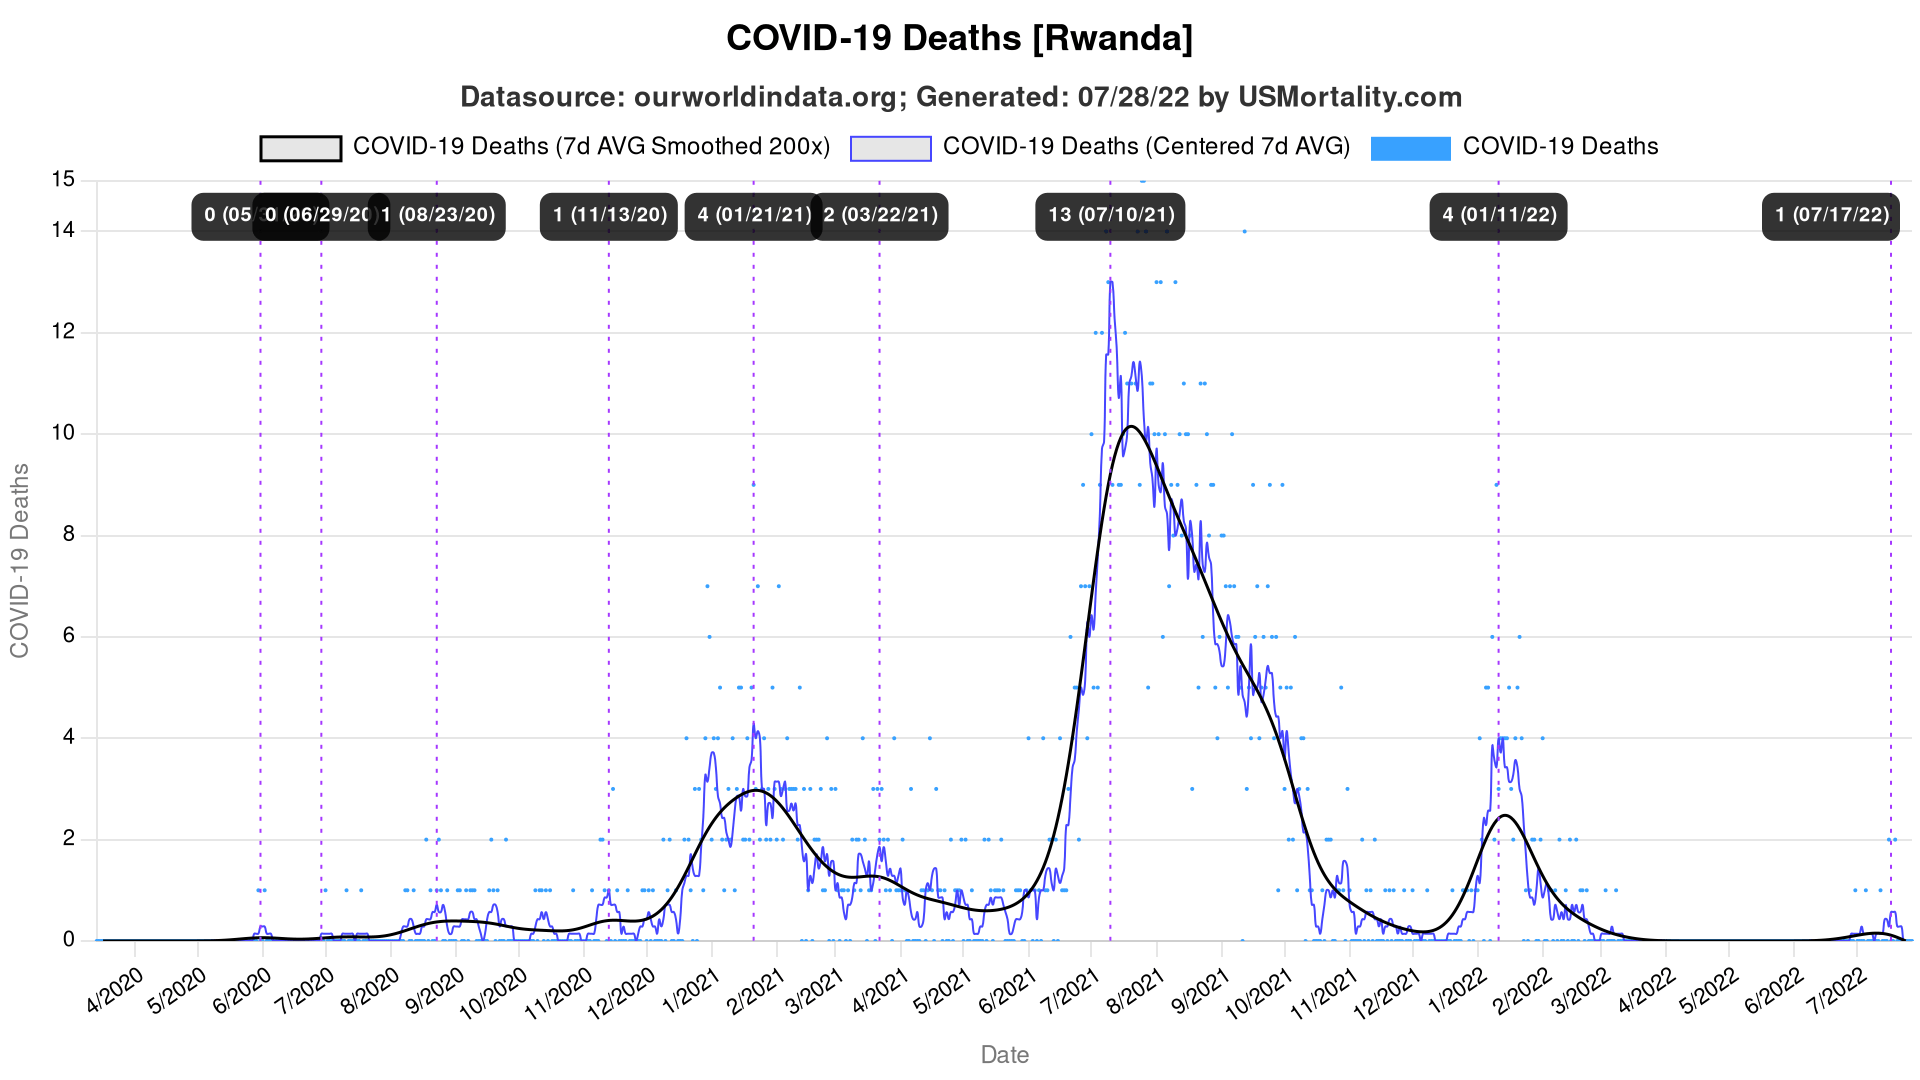 COVID-19 Deaths [Rwanda]
Datasource: ourworldindata.org; Generated: 07/28/22 by USMortality.com
COVID-19 Deaths (7d AVG Smoothed 200x) COVID-19 Deaths (Centered 7d AVG) COVID-19 Deaths
15
0 (05/31 0 (06/29/20) 1 (08/23/20) 1 (11/13/20) 4 (01/21/21) 2 (03/22/21) 13 (07/10/21) 4 (01/11/22) 1 (07/17/22)
14
12
10
8
6
4
2
0
COVID-19 Deaths
4/2020 5/2020 6/2020 7/2020 8/2020 9/2020 10/2020 11/2020 12/2020 1/2021 2/2021 3/2021 4/2021 5/2021 6/2021 7/2021 8/2021 9/2021 10/2021 11/2021 12/2021 1/2022 2/2022 3/2022 4/2022 5/2022 6/2022 7/2022
Date